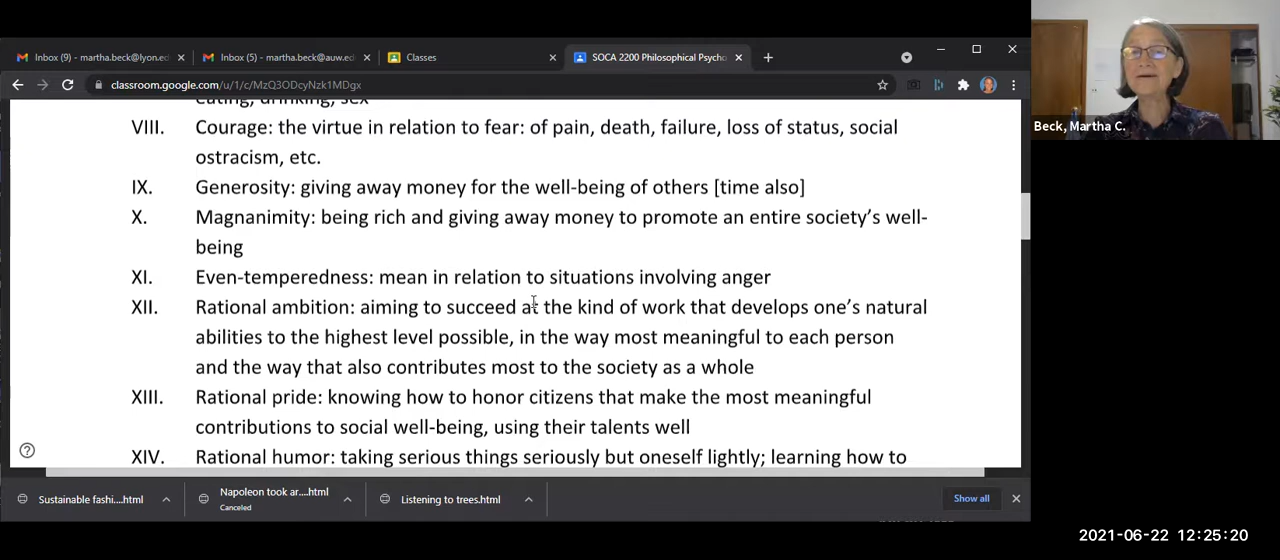 Inbox (9) - martha.beck@lyon.ed
Inbox (5) - martha.beck@auw.ed
Classes
SOCA 2200 Philosophical Psycho
classroom.google.com/u/1/c/MzQ3ODcyNzk1MDgx
eating, drinking, sex
VIII. Courage: the virtue in relation to fear: of pain, death, failure, loss of status, social
ostracism, etc.
IX. Generosity: giving away money for the well-being of others [time also]
X. Magnanimity: being rich and giving away money to promote an entire society's well-
being
XI. Even-temperedness: mean in relation to situations involving anger
XII. Rational ambition: aiming to succeed at the kind of work that develops one's natural
abilities to the highest level possible, in the way most meaningful to each person
and the way that also contributes most to the society as a whole
XIII. Rational pride: knowing how to honor citizens that make the most meaningful
contributions to social well-being, using their talents well
XIV. Rational humor: taking serious things seriously but oneself lightly; learning how to
Sustainable fashi....html
Napoleon took ar....html
Canceled
Listening to trees.html
Show all
Beck, Martha C.
2021-06-22 12:25:20